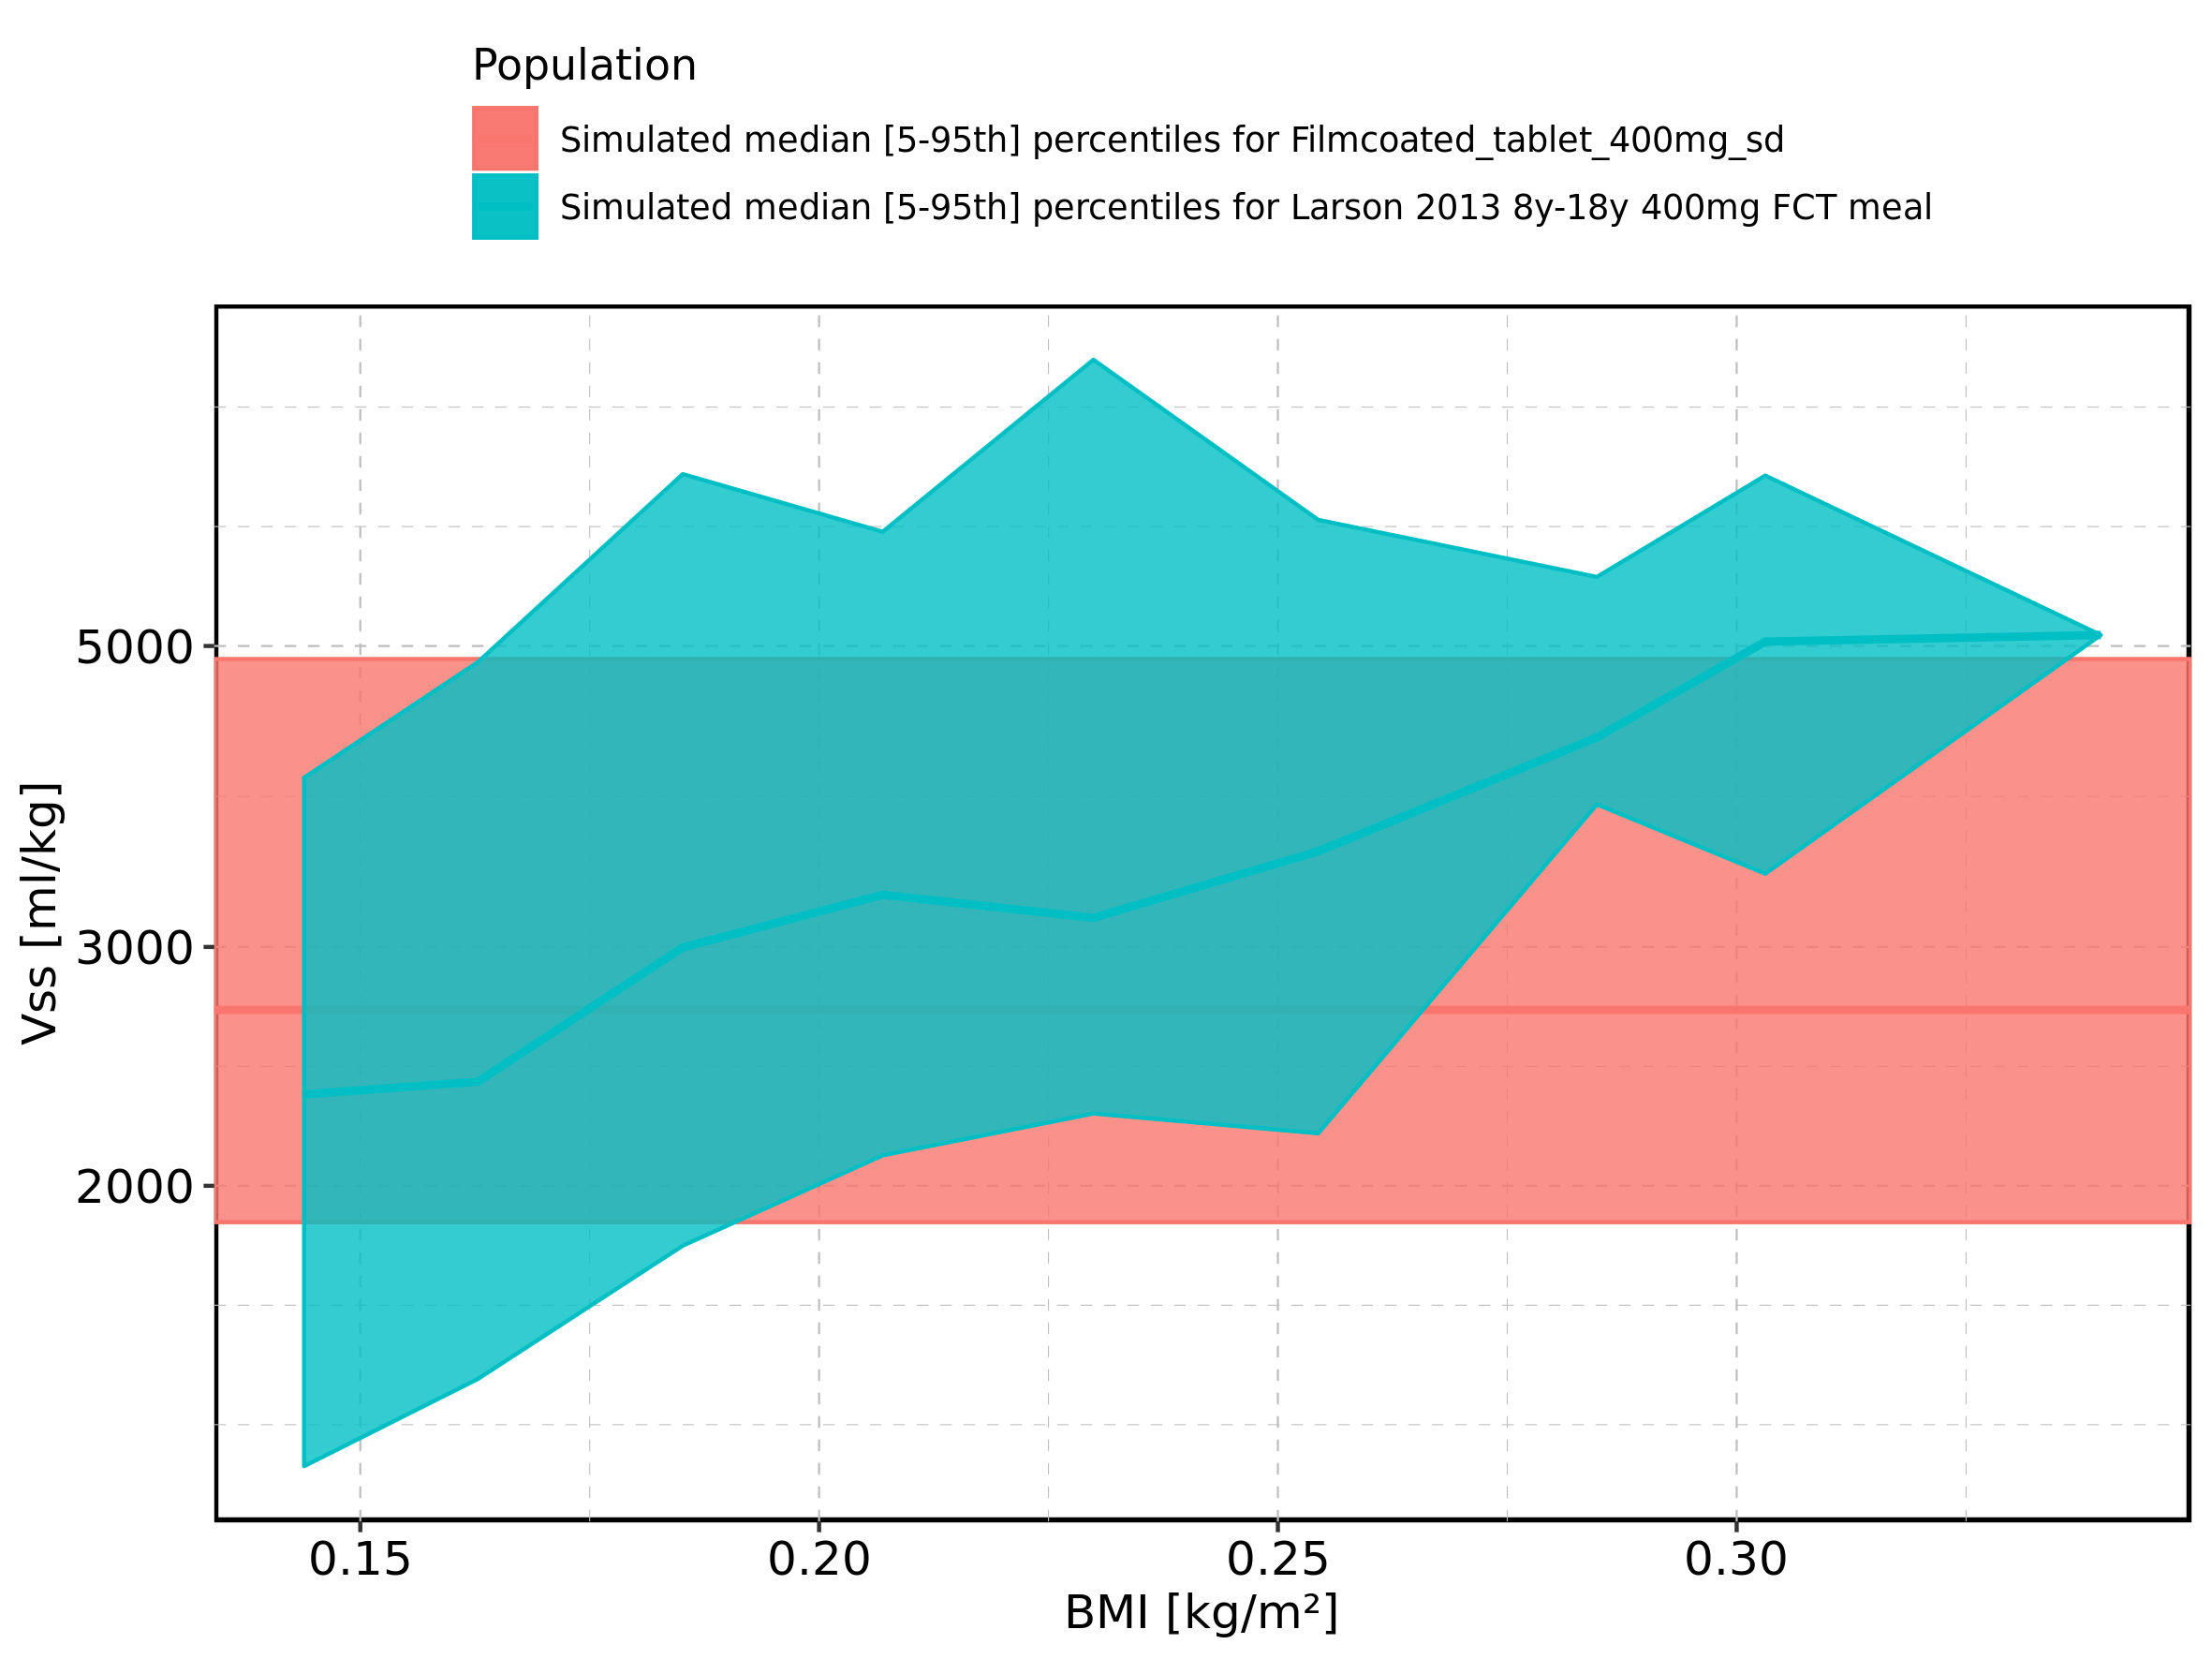 Population
Simulated median [5-95th] percentiles for Filmcoated_tablet_400mg_sd
Simulated median [5-95th] percentiles for Larson 2013 8y-18y 400mg FCT meal
Vss [ml/kg]
5000
3000
2000
0.15 0.20 0.25 0.30
BMI [kg/m²]